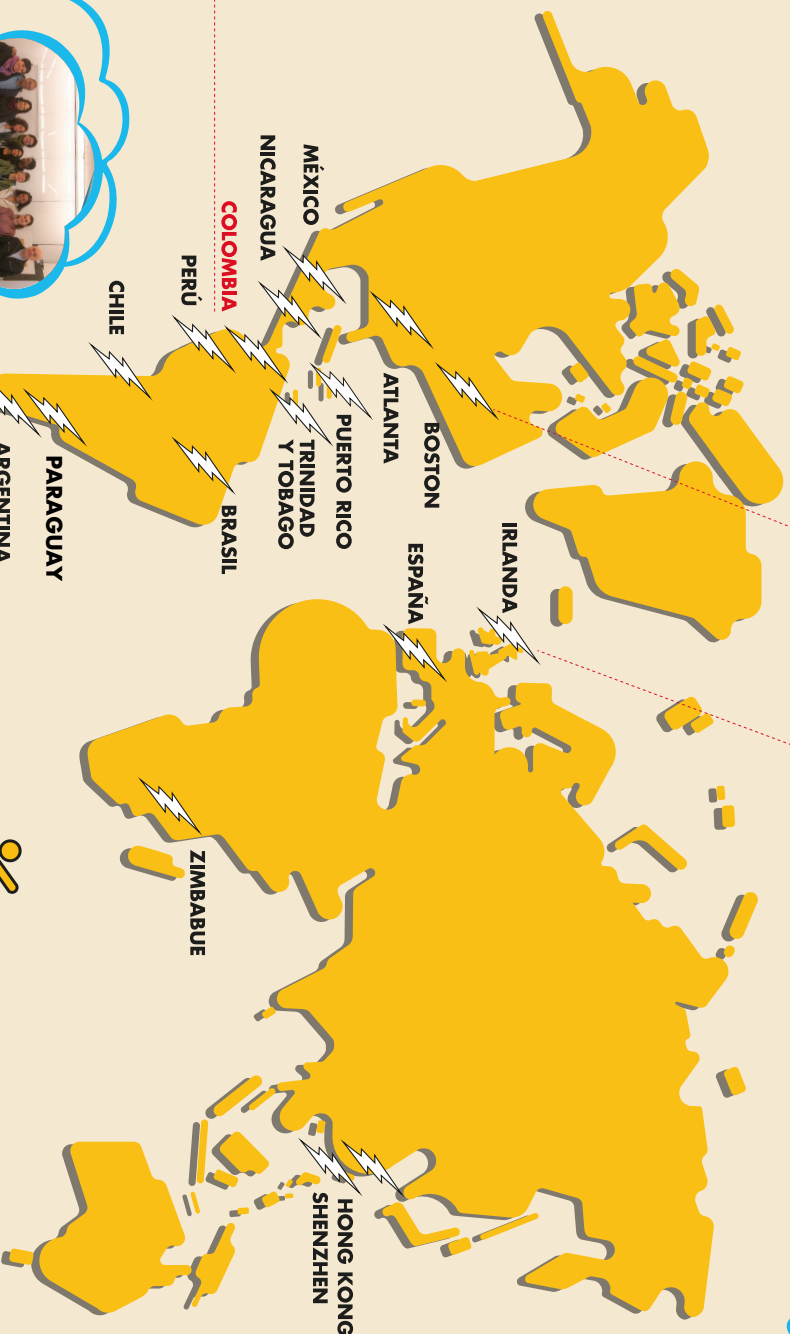 BOSTON
ATLANTA
MÉXICO
NICARAGUA
PUERTO RICO
TRINIDAD
Y TOBAGO
COLOMBIA
PERÚ
BRASIL
CHILE
PARAGUAY
ARGENTINA
IRLANDA
ESPAÑA
ZIMBABUE
HONG KONG
SHENZHEN